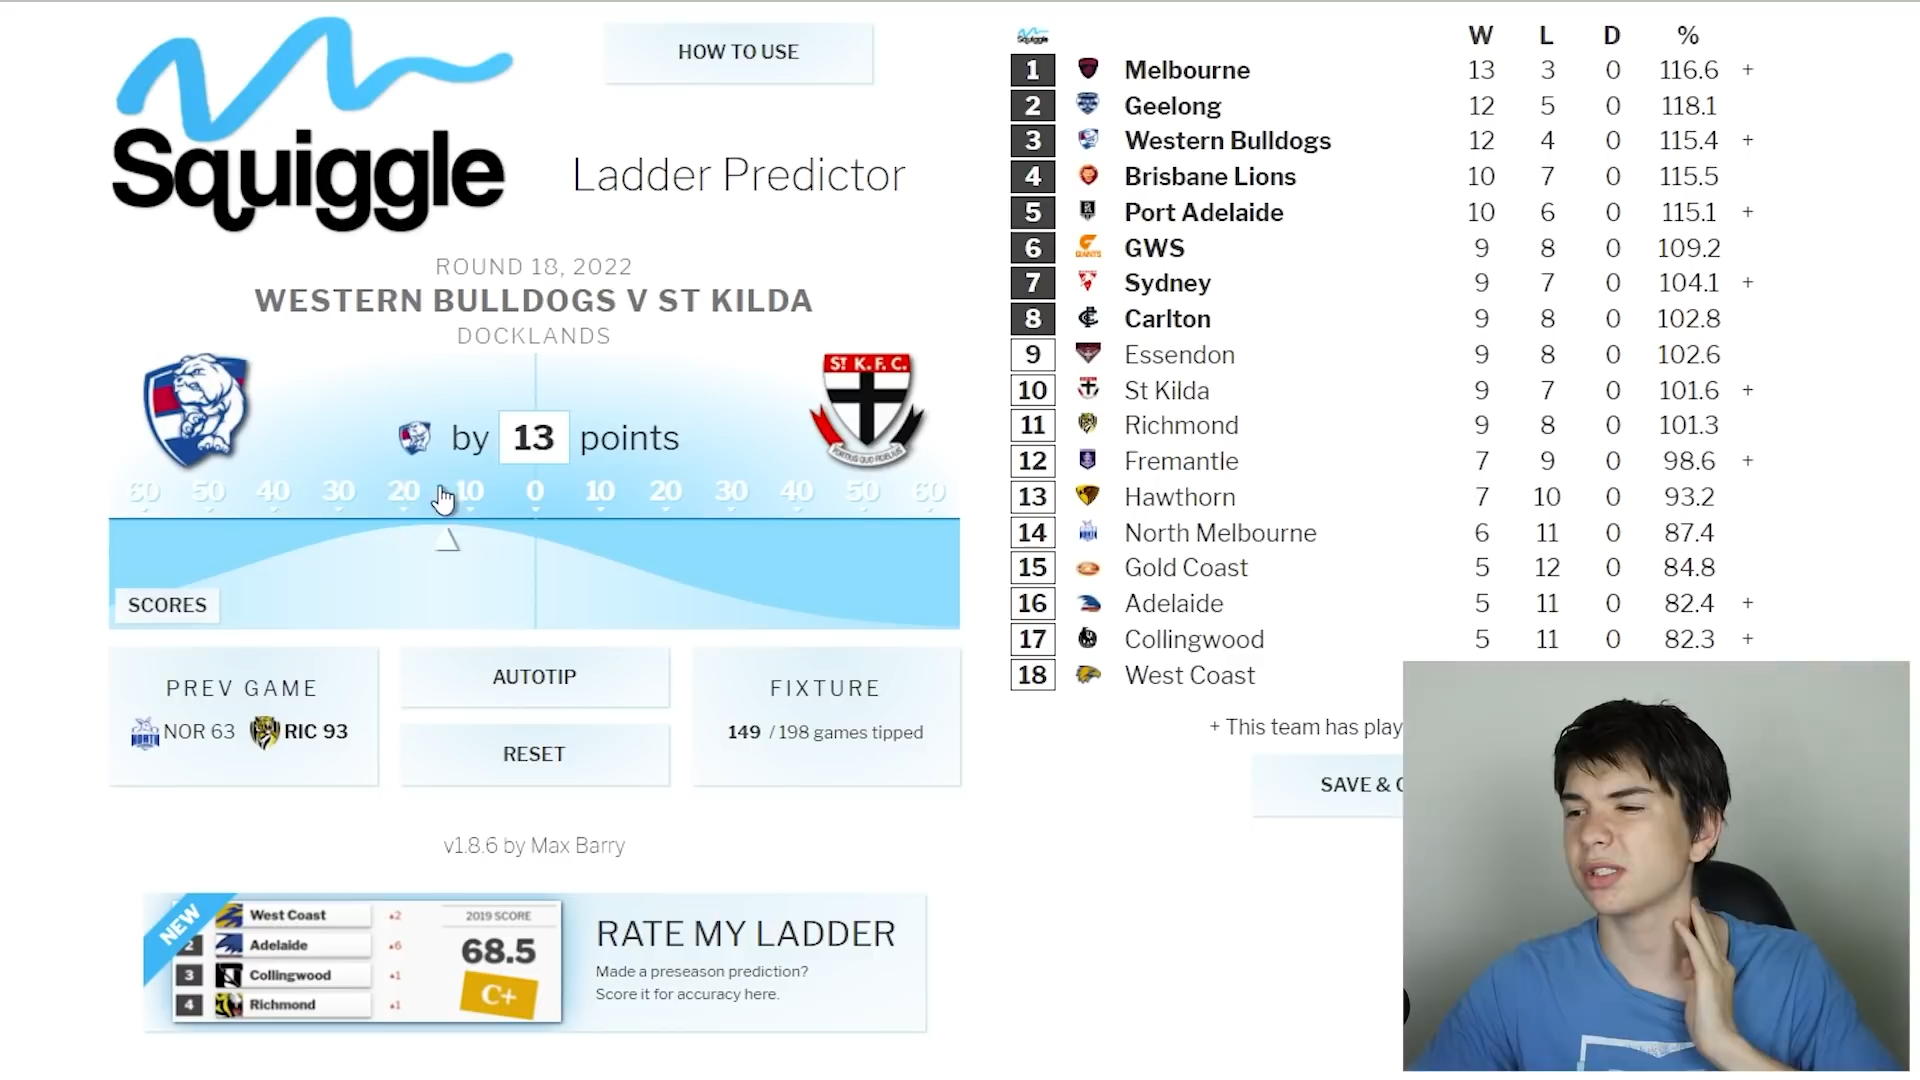 Squiggle
HOW TO USE
Ladder Predictor
ROUND 18, 2022
WESTERN BULLDOGS V ST KILDA
DOCKLANDS
ST K.F.C.
by 13 points
60 50 40 30 20 10 0 10 20 30 40 50 60
SCORES
PREV GAME
NOR 63 RIC 93
AUTOTIP
RESET
FIXTURE
149 / 198 games tipped
v1.8.6 by Max Barry
NEW
West Coast ▲2
2 Adelaide ▲6
3 Collingwood ▲1
4 Richmond ▲1
2019 SCORE
68.5
C+
RATE MY LADDER
Made a preseason prediction?
Score it for accuracy here.
Squiggle W L D %
1 Melbourne 13 3 0 116.6 +
2 Geelong 12 5 0 118.1
3 Western Bulldogs 12 4 0 115.4 +
4 Brisbane Lions 10 7 0 115.5
5 Port Adelaide 10 6 0 115.1 +
6 GWS 9 8 0 109.2
7 Sydney 9 7 0 104.1 +
8 Carlton 9 8 0 102.8
9 Essendon 9 8 0 102.6
10 St Kilda 9 7 0 101.6 +
11 Richmond 9 8 0 101.3
12 Fremantle 7 9 0 98.6 +
13 Hawthorn 7 10 0 93.2
14 North Melbourne 6 11 0 87.4
15 Gold Coast 5 12 0 84.8
16 Adelaide 5 11 0 82.4 +
17 Collingwood 5 11 0 82.3 +
18 West Coast
+ This team has play
SAVE & C